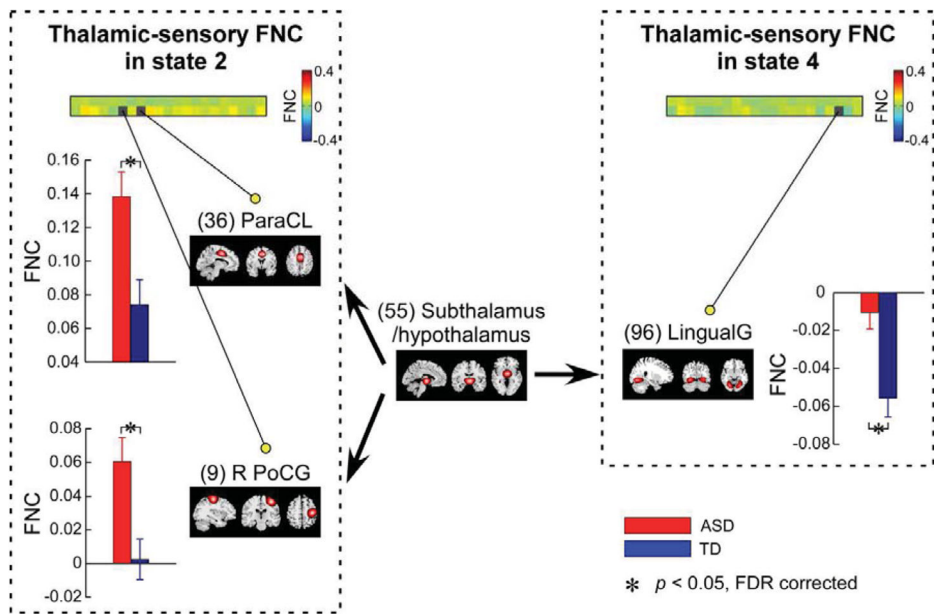 Thalamic-sensory FNC
in state 2
0.4
0
-0.4
FNC
0.16
0.14
0.12
0.10
0.08
0.06
0.04
FNC
*
(36) ParaCL
0.08
0.06
0.04
0.02
0
-0.02
FNC
*
(9) R PoCG
(55) Subthalamus
/hypothalamus
Thalamic-sensory FNC
in state 4
0.4
0
-0.4
FNC
(96) LingualG
0
-0.02
-0.04
-0.06
-0.08
FNC
*
ASD
TD
* p < 0.05, FDR corrected